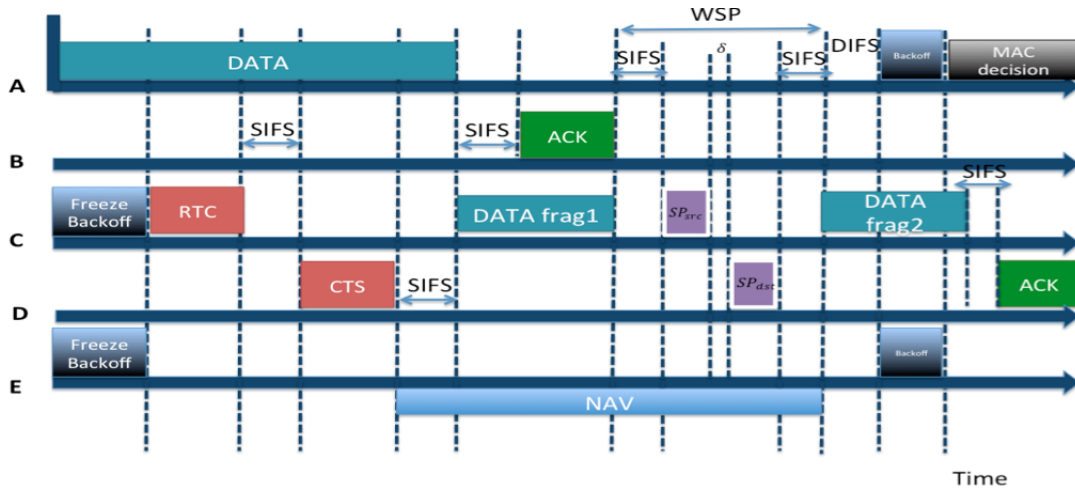 WSP
δ
SIFS
SIFS
DIFS
DATA
Backoff
MAC
decision
A
SIFS
SIFS
ACK
B
SIFS
Freeze
Backoff
RTC
DATA frag1
SPsrc
DATA
frag2
C
CTS
SIFS
SPdst
ACK
D
Freeze
Backoff
Backoff
E
NAV
Time